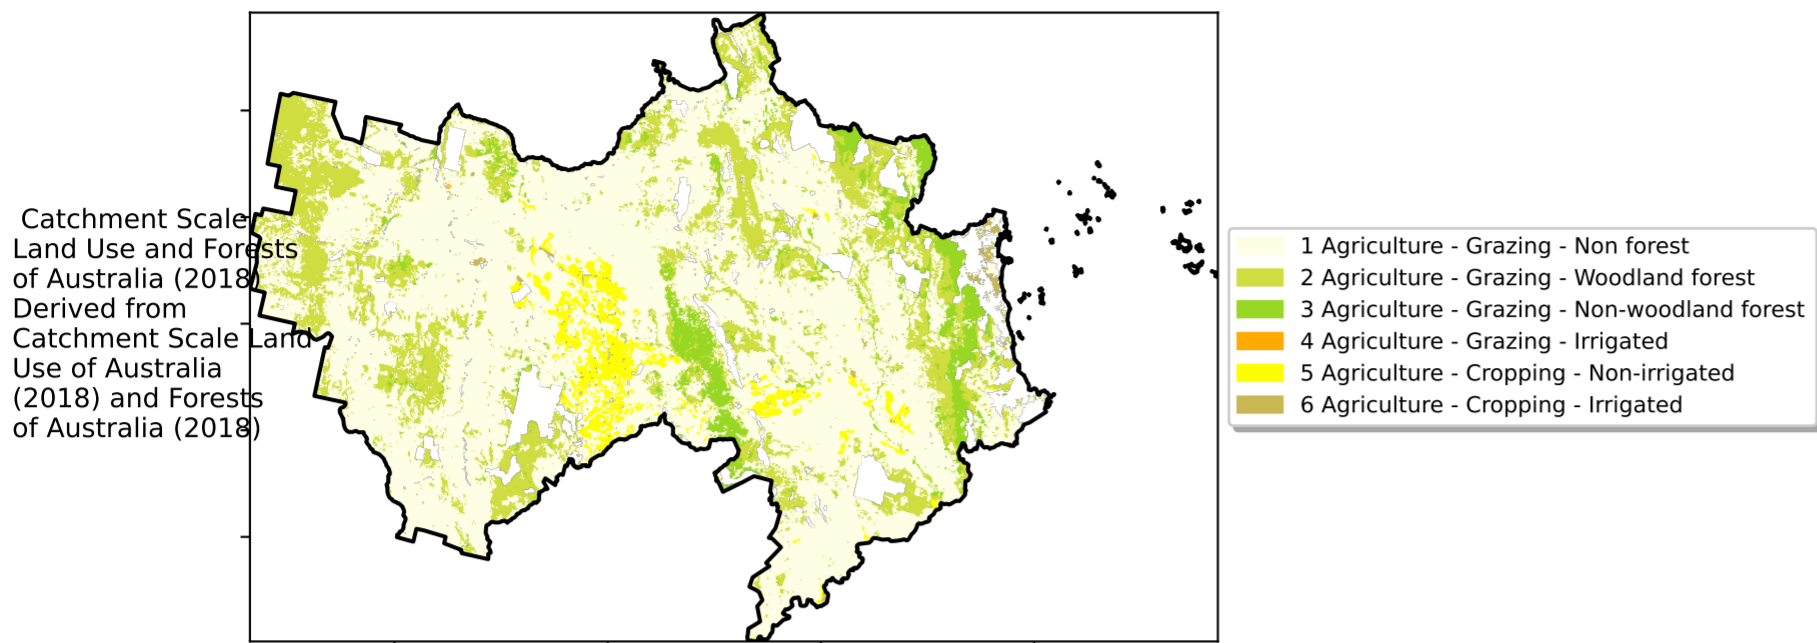 Catchment Scale
Land Use and Forests
of Australia (2018)
Derived from
Catchment Scale Land
Use of Australia
(2018) and Forests
of Australia (2018)
1 Agriculture - Grazing - Non forest
2 Agriculture - Grazing - Woodland forest
3 Agriculture - Grazing - Non-woodland forest
4 Agriculture - Grazing - Irrigated
5 Agriculture - Cropping - Non-irrigated
6 Agriculture - Cropping - Irrigated